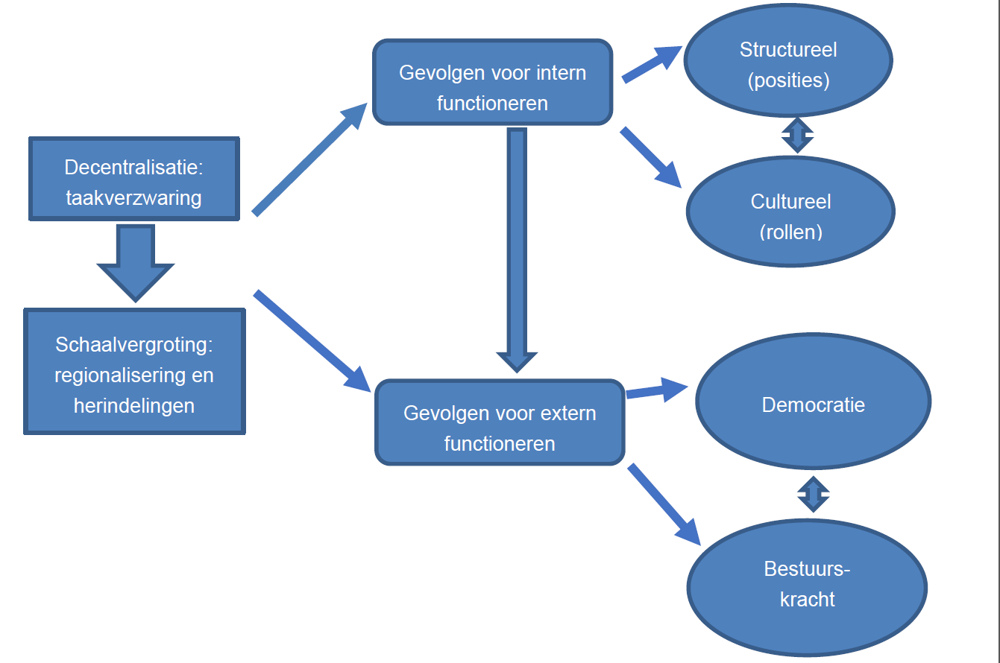 Decentralisatie:
taakverzwaring
Schaalvergroting:
regionalisering en
herindelingen
Gevolgen voor intern
functioneren
Gevolgen voor extern
functioneren
Structureel
(posities)
Cultureel
(rollen)
Democratie
Bestuurs-
kracht